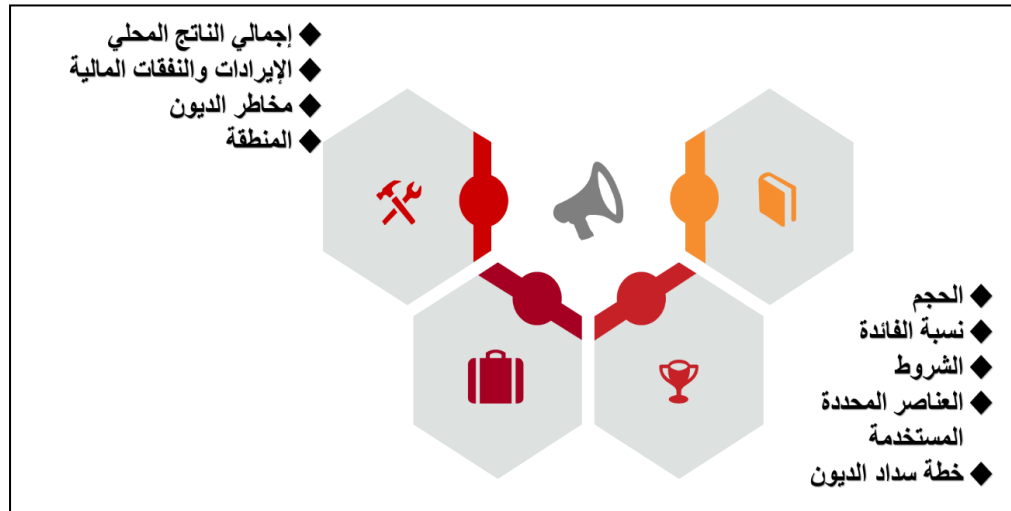 ◆ إجمالي الناتج المحلي
◆ الإيرادات والنفقات المالية
◆ مخاطر الديون
◆ المنطقة
◆ الحجم
◆ نسبة الفائدة
◆ الشروط
◆ العناصر المحددة
المستخدمة
◆ خطة سداد الديون